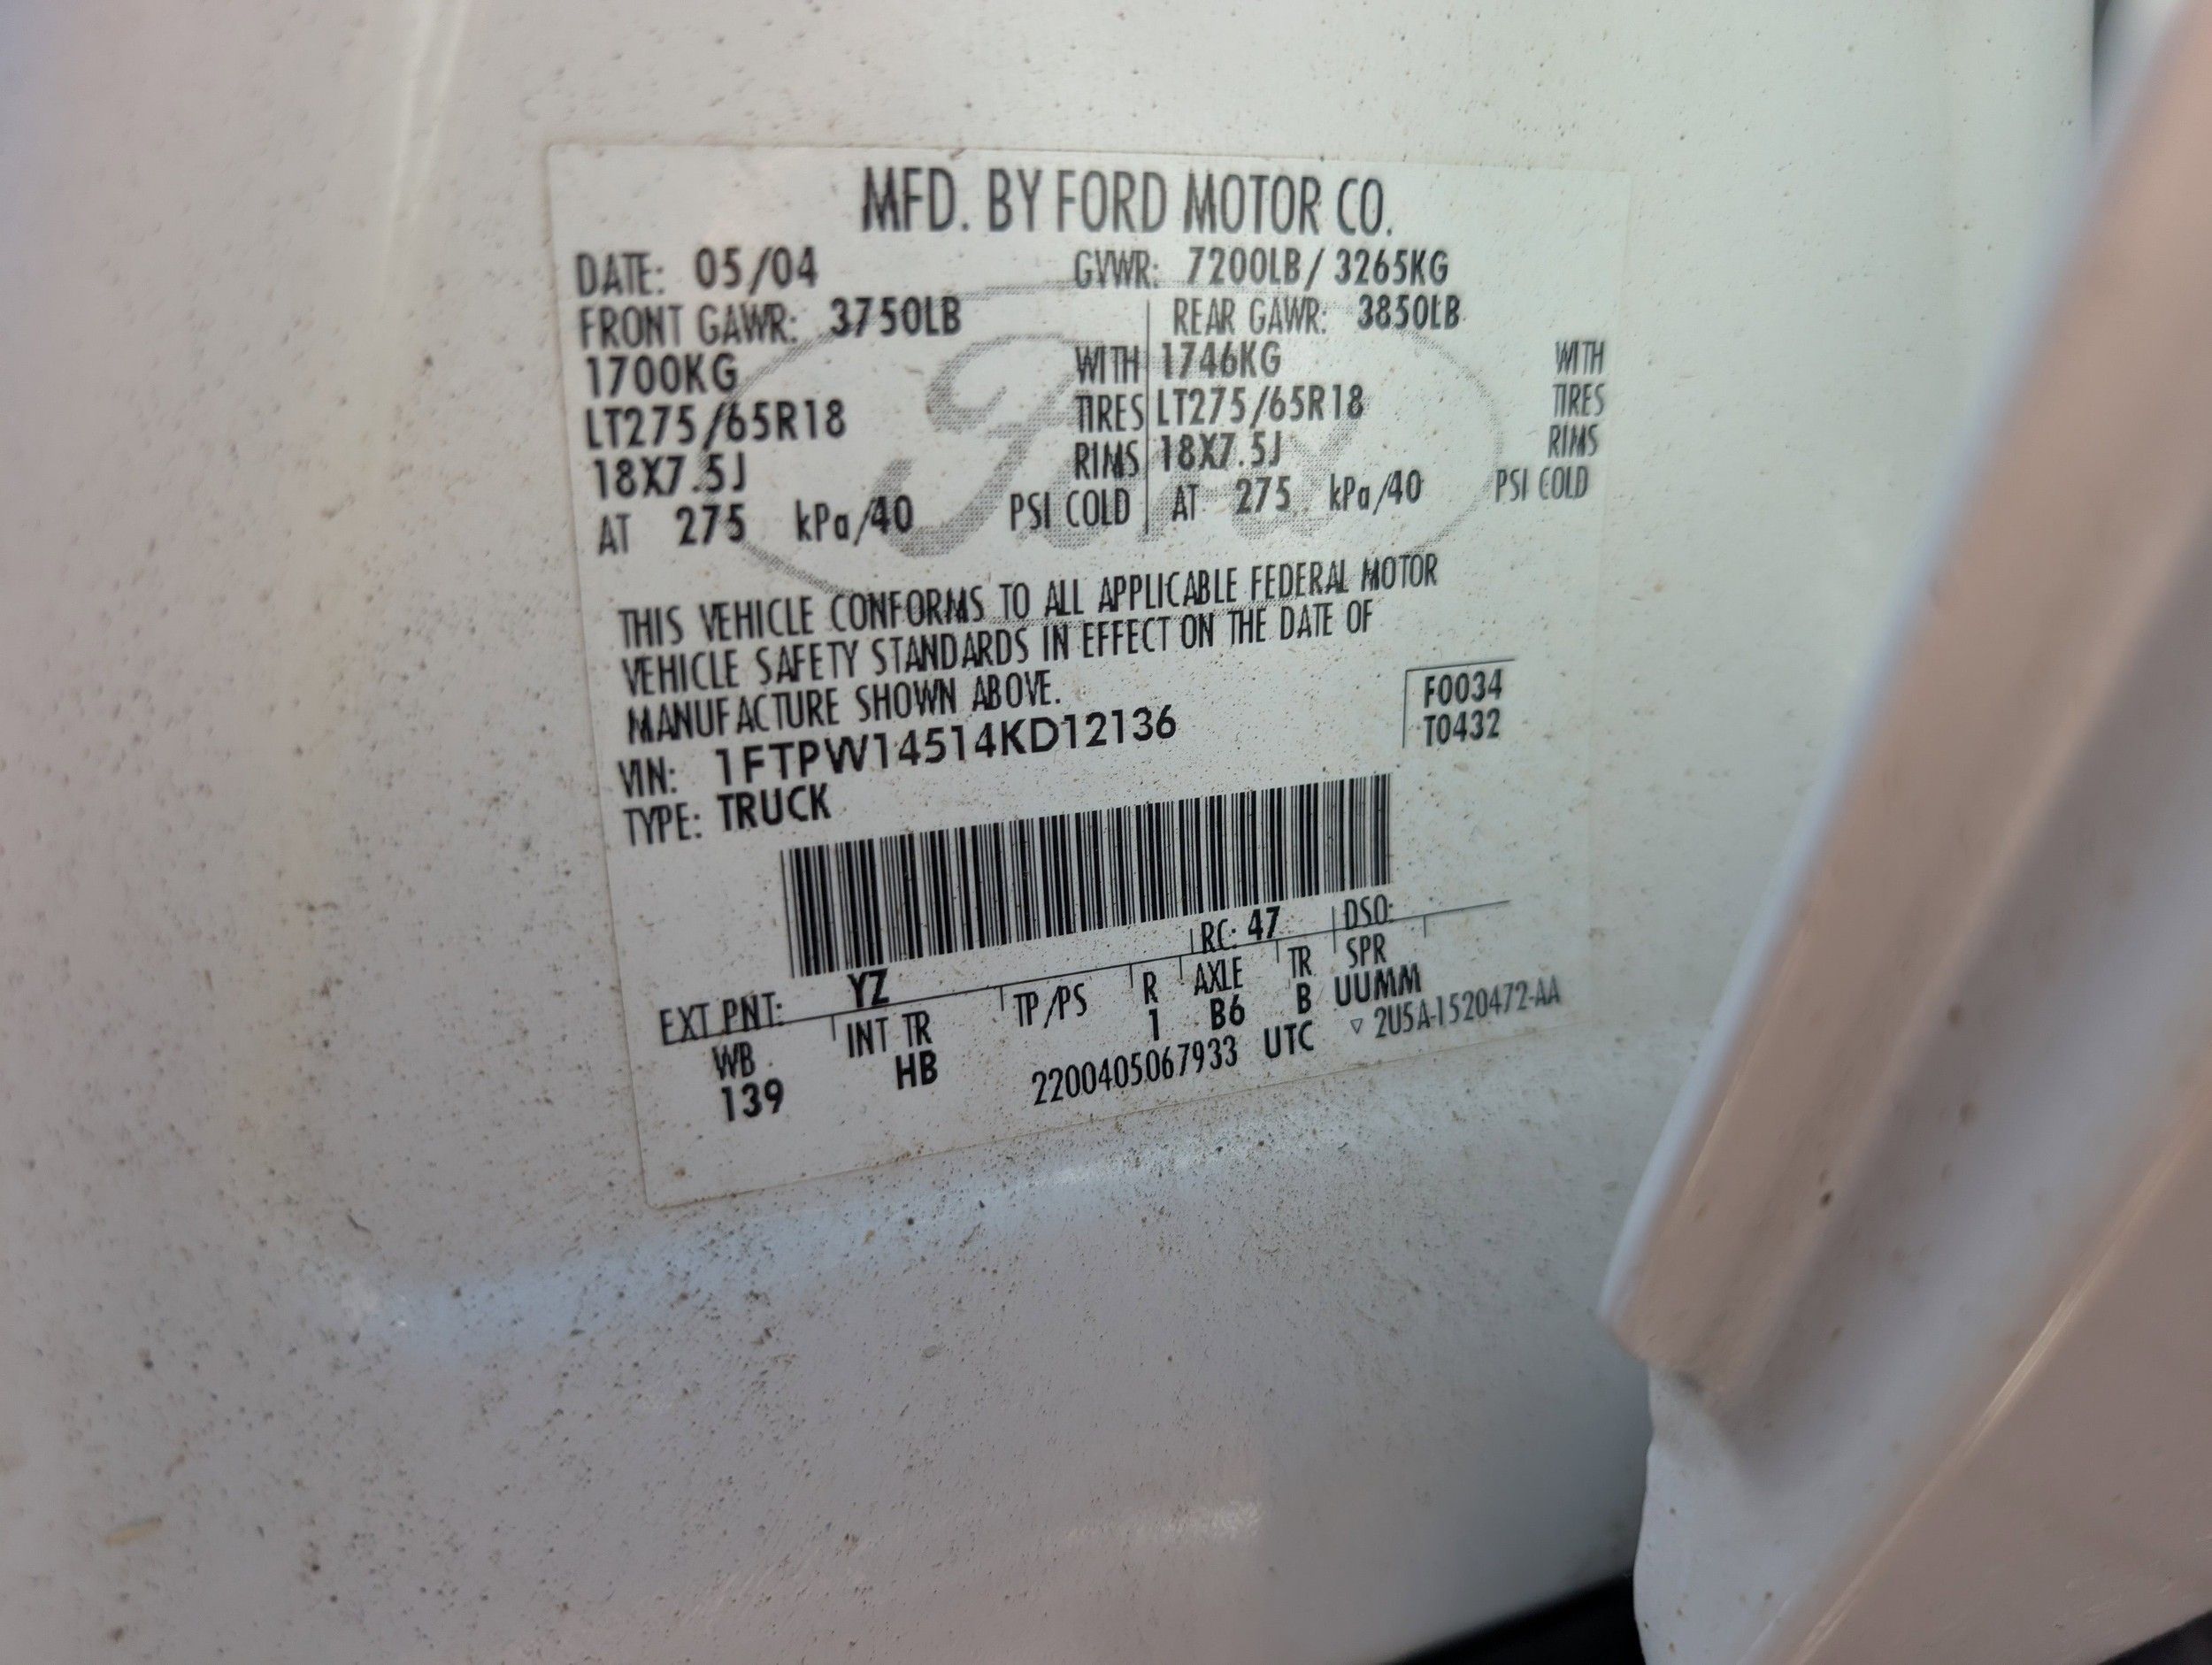 MFD. BY FORD MOTOR CO.
DATE: 05/04 GVWR: 7200LB/ 3265KG
FRONT GAWR: 3750LB REAR GAWR: 3850LB
1700KG WITH 1746KG WITH
LT275/65R18 TIRES LT275/65R18 TIRES
18X7.5J RIMS 18X7.5J RIMS
AT 275 kPa/40 PSI COLD AT 275 kPa/40 PSI COLD
Ford
THIS VEHICLE CONFORMS TO ALL APPLICABLE FEDERAL MOTOR
VEHICLE SAFETY STANDARDS IN EFFECT ON THE DATE OF
MANUFACTURE SHOWN ABOVE.
F0034
T0432
VIN: 1FTPW14514KD12136
TYPE: TRUCK
EXT PNT: YZ RC: 47 DSO:
WB INT TR TP/PS R AXLE TR SPR
139 HB 1 B6 B UUMM
2200405067933 UTC ▽ 2U5A-1520472-AA